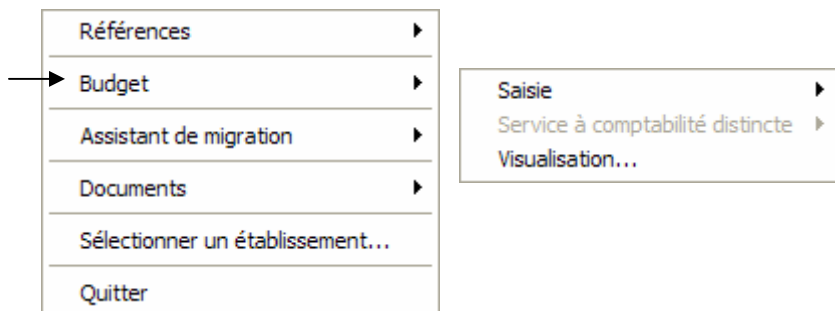 Références
Budget
Assistant de migration
Documents
Sélectionner un établissement...
Quitter
Saisie
Service à comptabilité distincte
Visualisation...